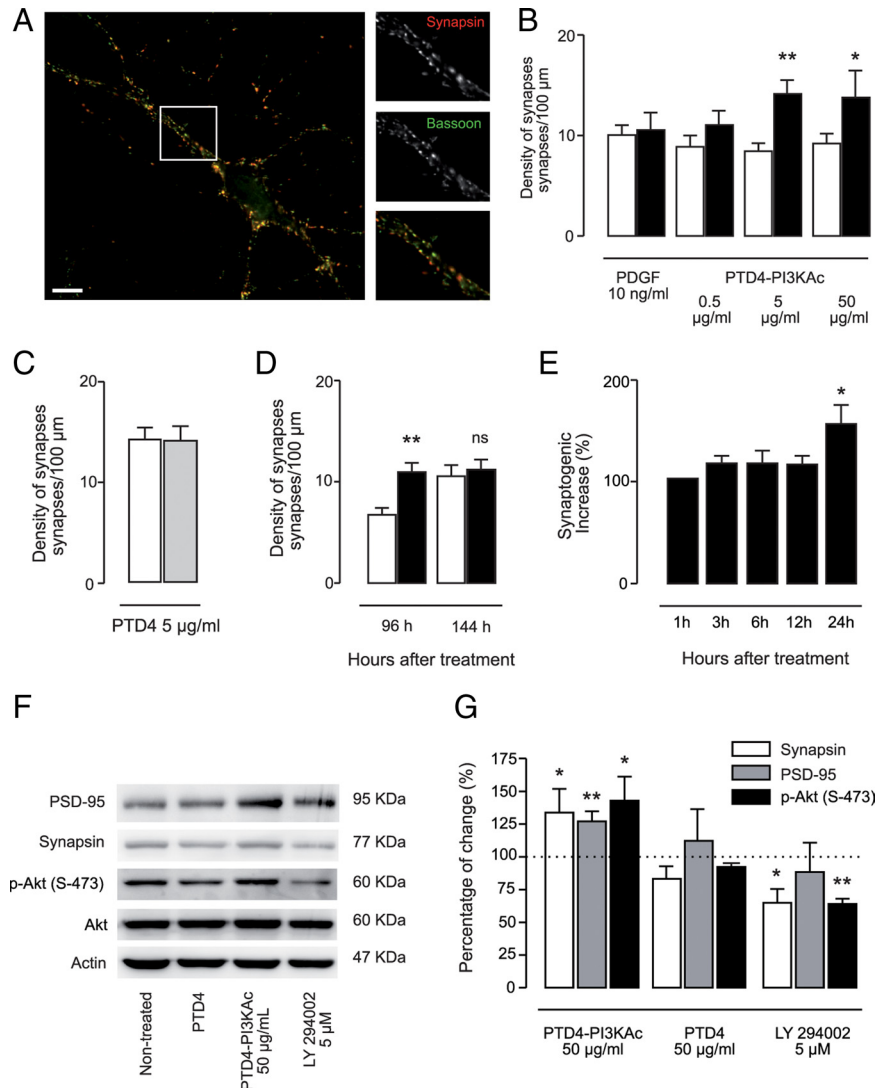 A
Synapsin
Bassoon
B
Density of synapses
synapses/100 µm
20
10
0
**
*
PDGF
10 ng/ml
PTD4-PI3KAc
0.5
µg/ml
5
µg/ml
50
µg/ml
C
Density of synapses
synapses/100 µm
20
10
0
PTD4 5 µg/ml
D
Density of synapses
synapses/100 µm
20
10
0
**
ns
96 h
144 h
Hours after treatment
E
Synaptogenic
Increase (%)
200
100
0
*
1h
3h
6h
12h
24h
Hours after treatment
F
PSD-95
95 KDa
Synapsin
77 KDa
p-Akt (S-473)
60 KDa
Akt
60 KDa
Actin
47 KDa
Non-treated
PTD4
PTD4-PI3KAc
50 µg/mL
LY 294002
5 µM
G
Percentatge of change (%)
175
150
125
100
75
50
25
0
Synapsin
PSD-95
p-Akt (S-473)
*
**
*
*
**
PTD4-PI3KAc
50 µg/ml
PTD4
50 µg/ml
LY 294002
5 µM